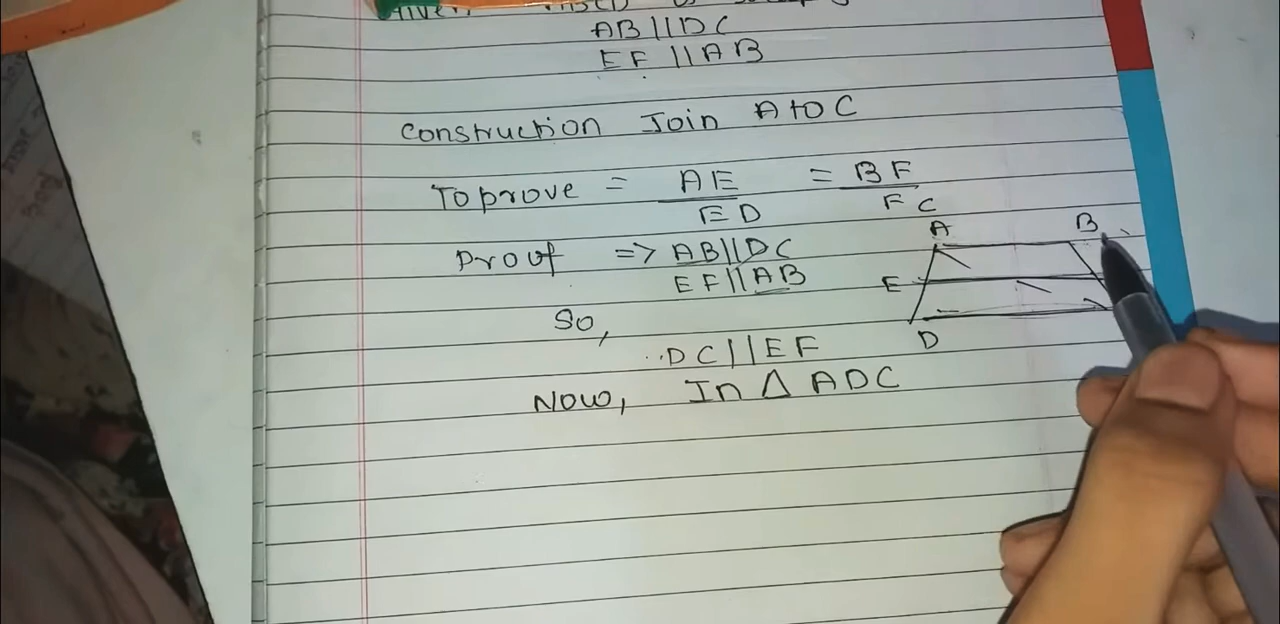 AB||DC
EF||AB
Construction Join A to C
To prove = AE/ED = BF/FC
Proof => AB||DC
EF||AB
So,
DC||EF
Now, In Δ ADC
A B
E
D